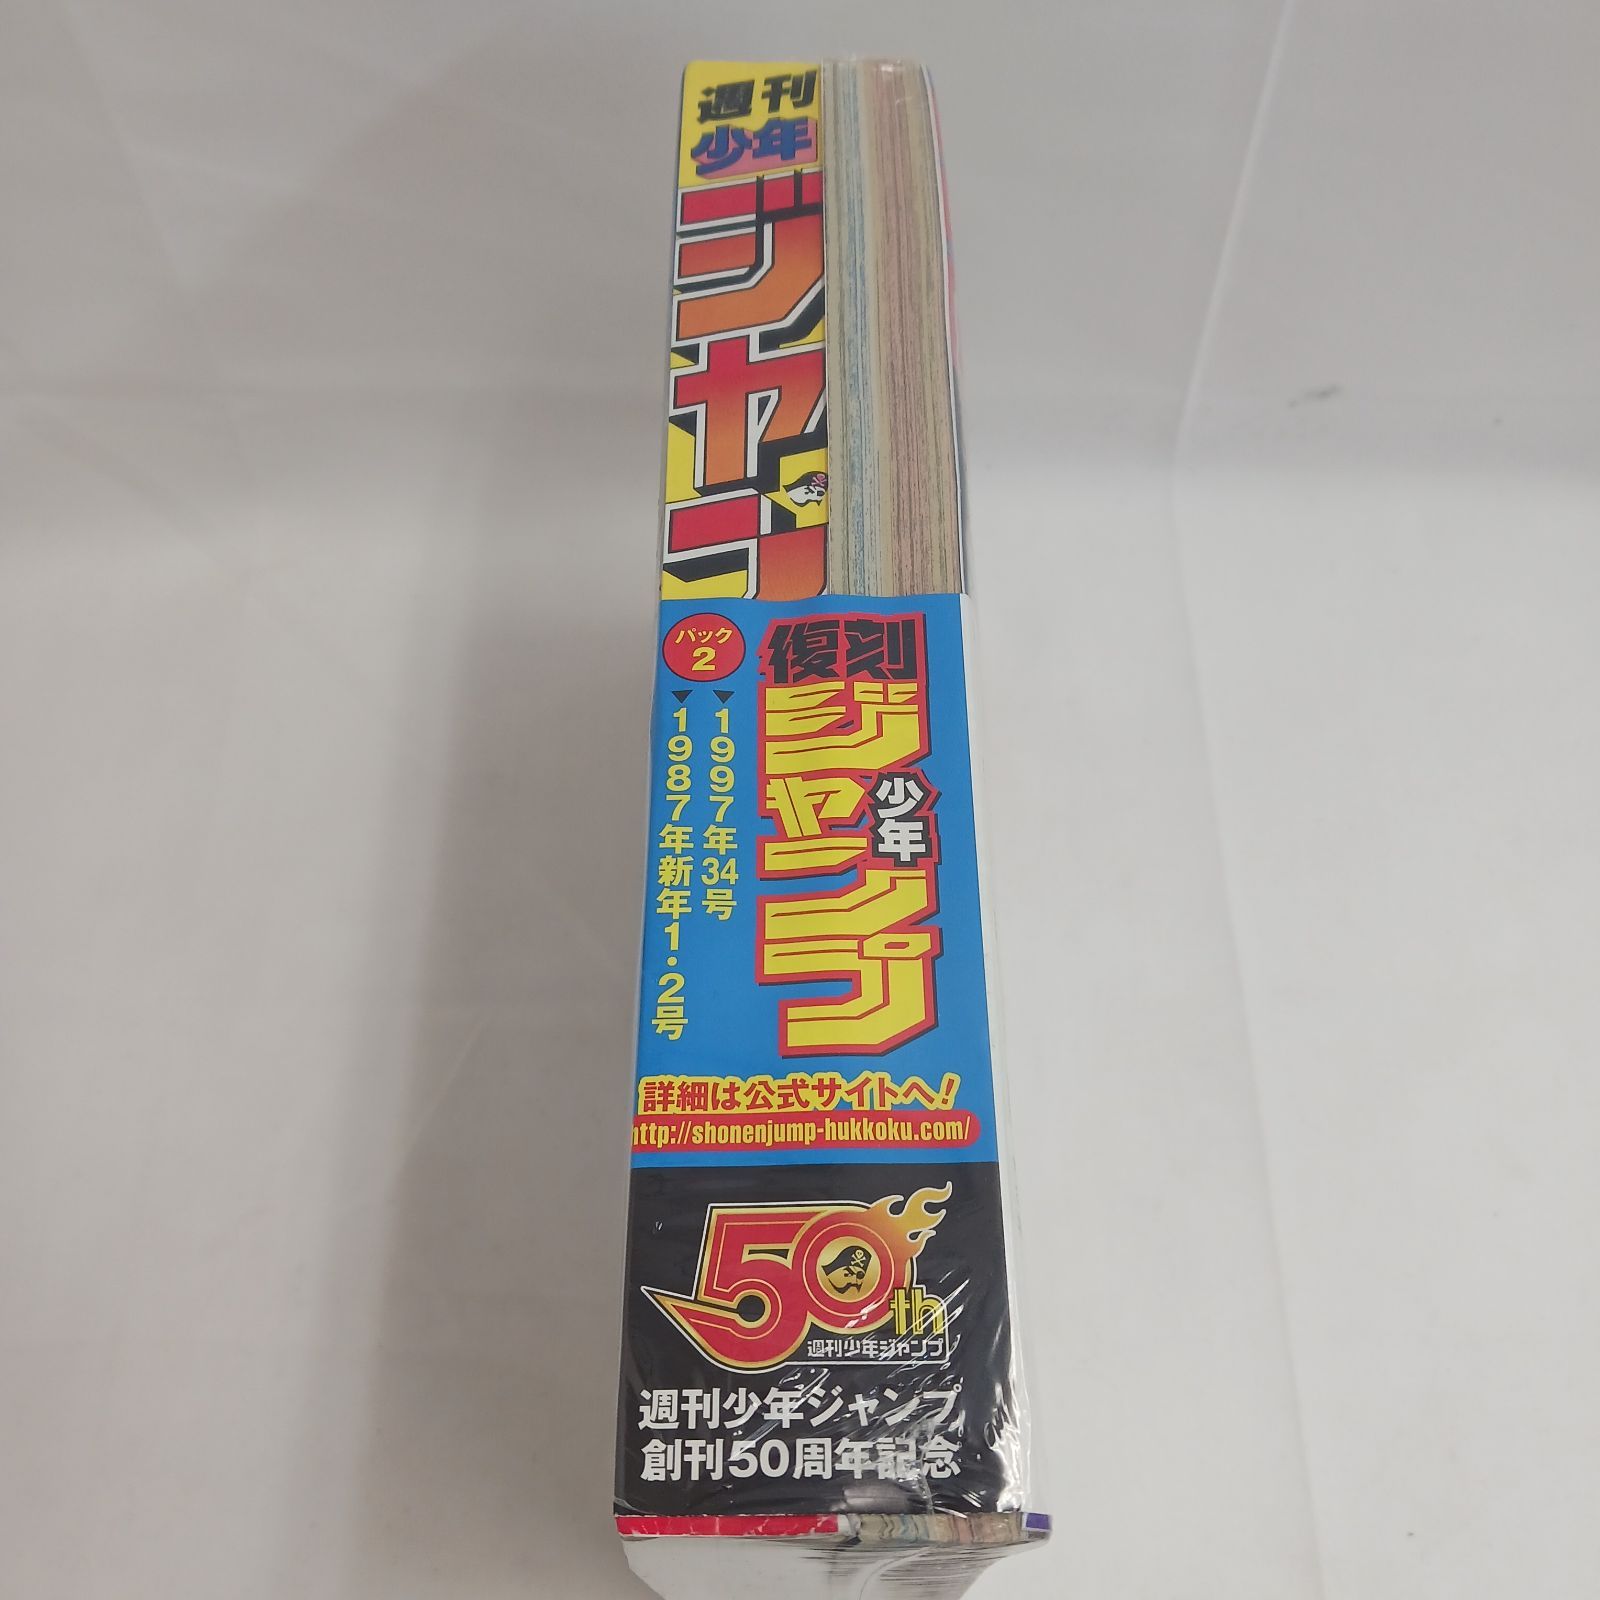 週刊
少年
ジャン
パック
2
復刻
ジャンプ
少年
▼1997年34号
▼1987年新年1・2号
詳細は公式サイトへ!
http://shonenjump-hukkoku.com/
50th
週刊少年ジャンプ
週刊少年ジャンプ
創刊50周年記念